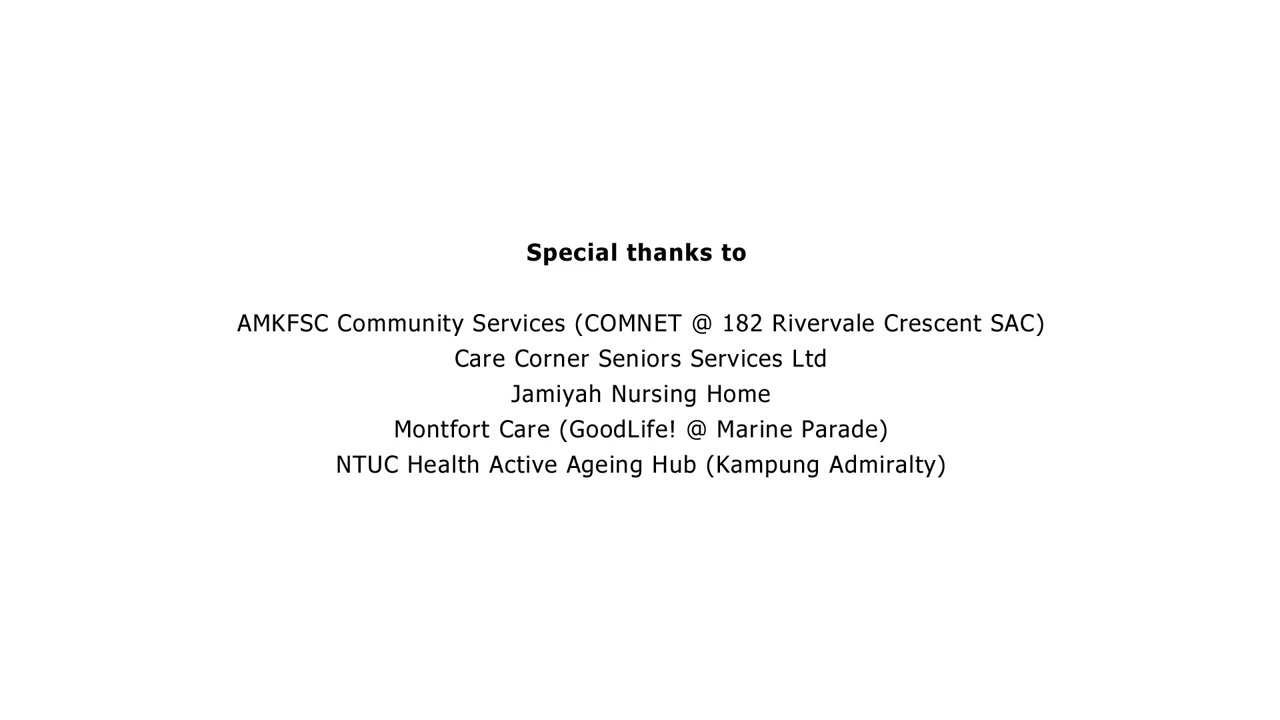 Special thanks to
AMKFSC Community Services (COMNET @ 182 Rivervale Crescent SAC)
Care Corner Seniors Services Ltd
Jamiyah Nursing Home
Montfort Care (GoodLife! @ Marine Parade)
NTUC Health Active Ageing Hub (Kampung Admiralty)